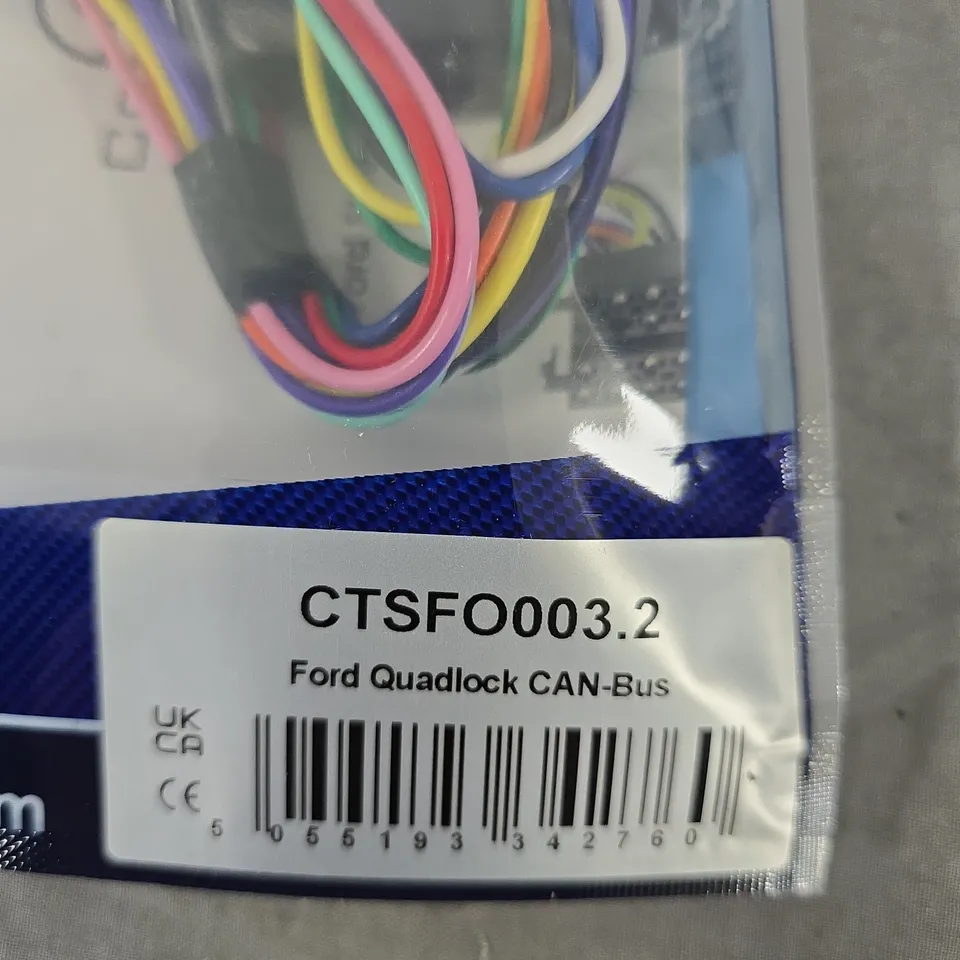 CTSFO003.2
Ford Quadlock CAN-Bus
UK
CA
CE
5 055193 342760